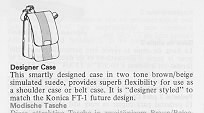 Designer Case
This smartly designed case in two tone brown/beige
simulated suede, provides superb flexibility for use as
a shoulder case or belt case. It is "designer styled" to
match the Konica FT-1 future design.
Modische Tasche